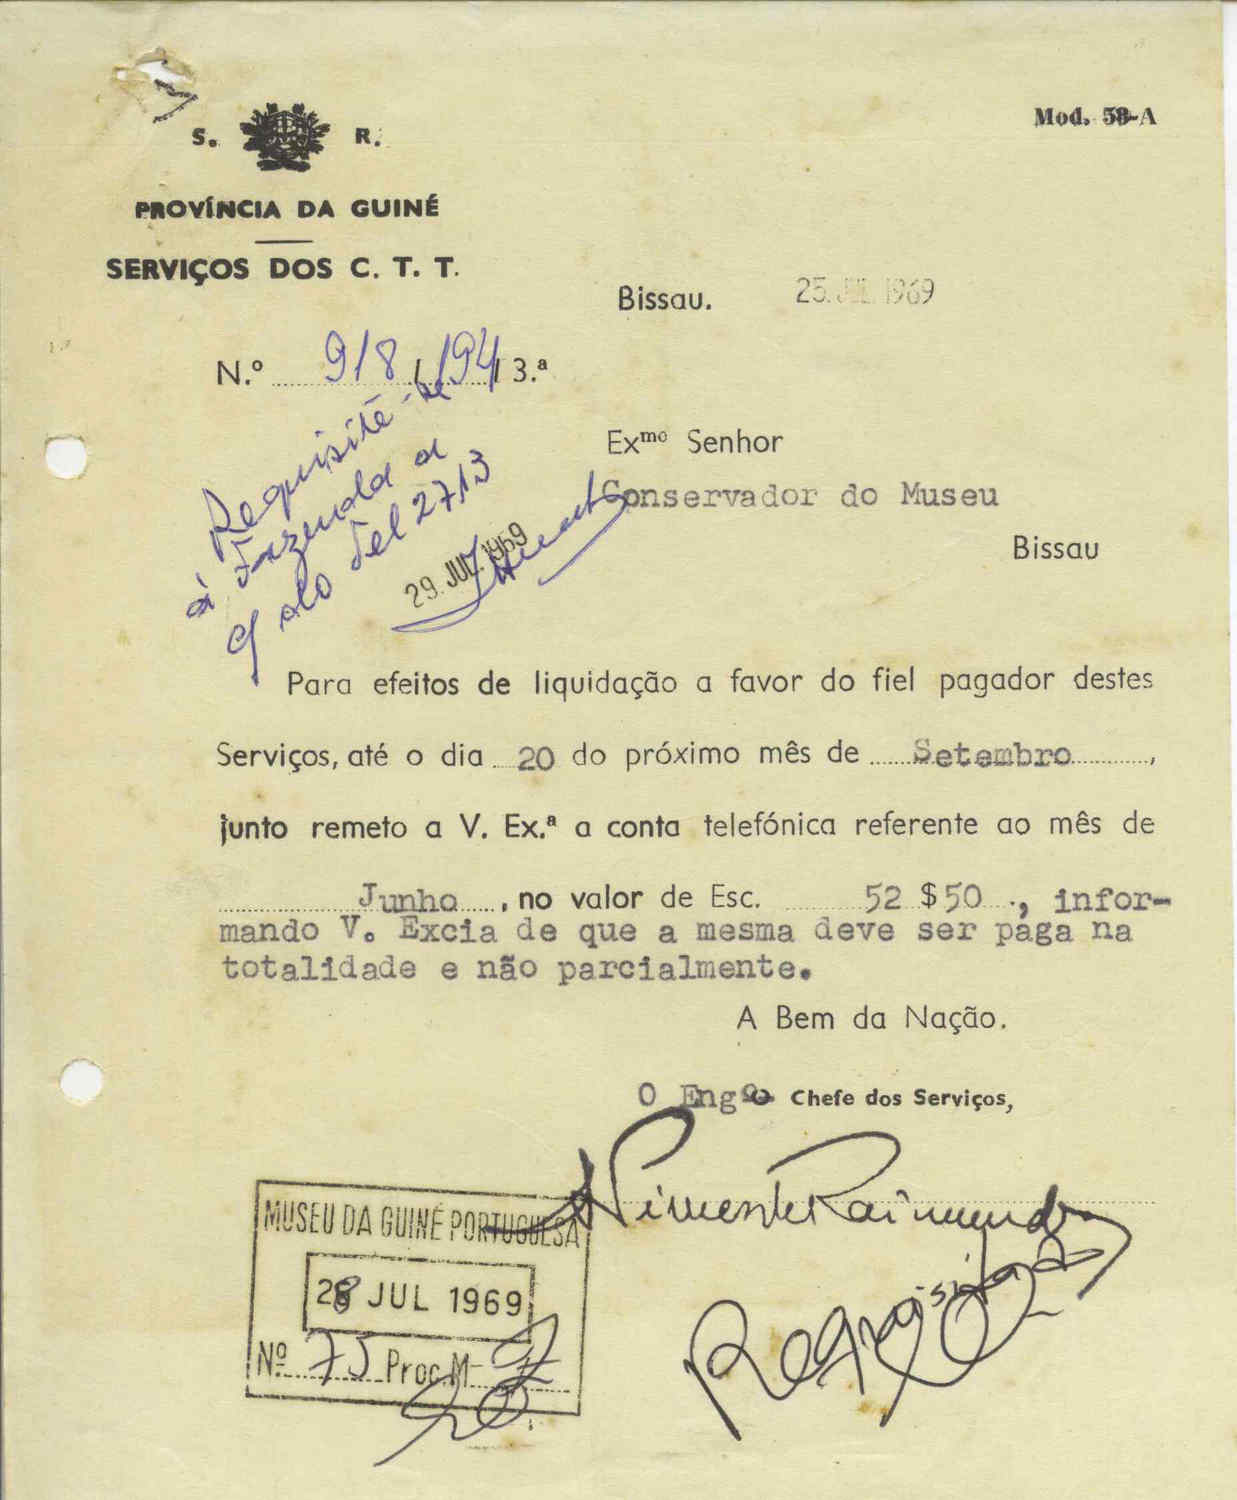 Mod. 58-A
S. R.
PROVÍNCIA DA GUINÉ
SERVIÇOS DOS C. T. T.
Bissau. 25. JUL. 1969
N.º 918/194/3.ª
Requisite-se
à Fazenda a
Tel 2713
29. JUL. 1969
Exmo Senhor
Conservador do Museu
Bissau
Para efeitos de liquidação a favor do fiel pagador destes
Serviços, até o dia 20 do próximo mês de Setembro,
junto remeto a V. Ex.ª a conta telefónica referente ao mês de
Junho, no valor de Esc. 52 $50., infor-
mando V. Excia de que a mesma deve ser paga na
totalidade e não parcialmente.
A Bem da Nação.
O Engº Chefe dos Serviços,
Raimundo
MUSEU DA GUINÉ PORTUGUESA
28 JUL 1969
Nº 75 Proc. M-